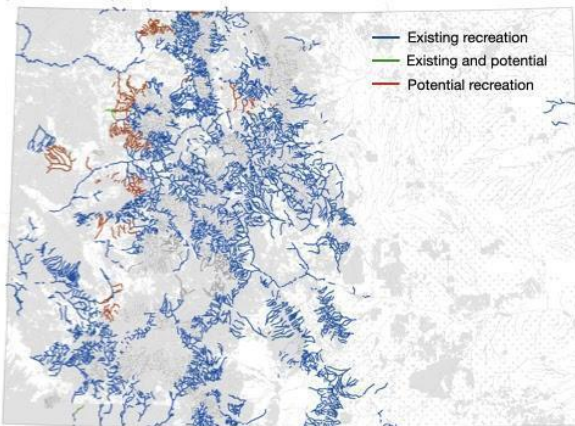 Existing recreation
Existing and potential
Potential recreation